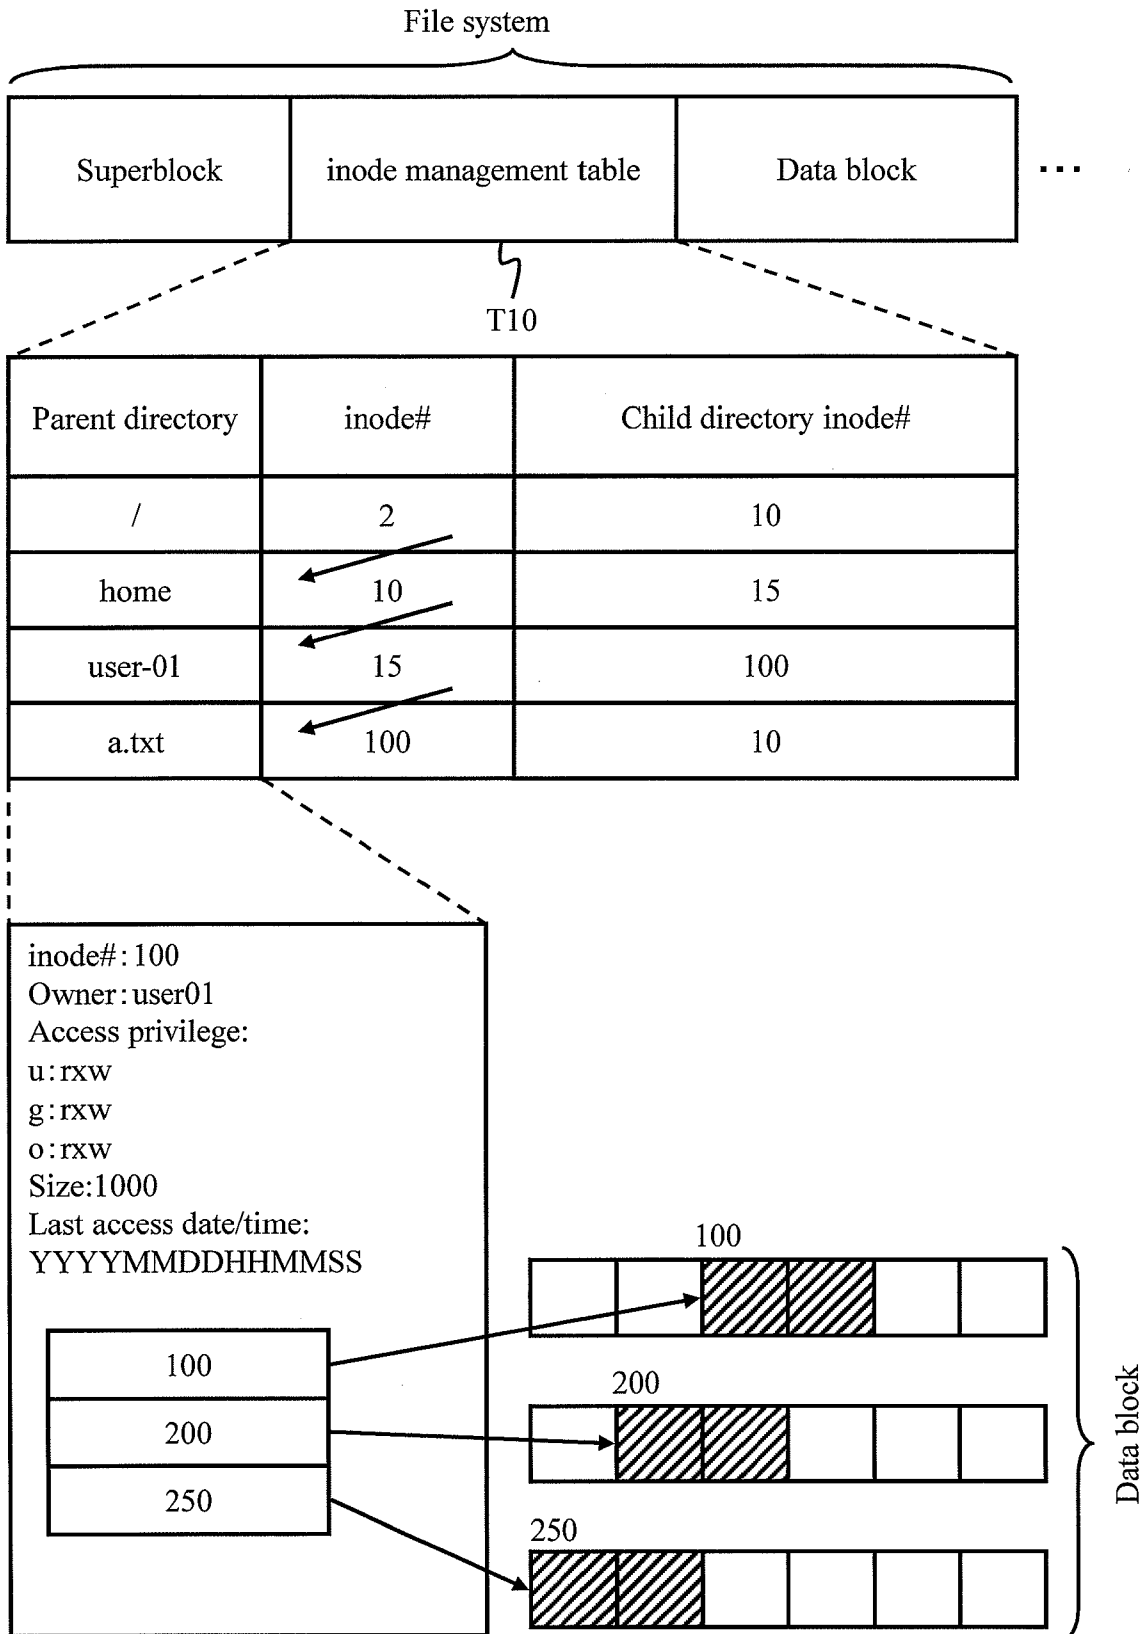 File system
Superblock
inode management table
Data block
...
T10
Parent directory
inode#
Child directory inode#
/
2
10
home
10
15
user-01
15
100
a.txt
100
10
inode#:100
Owner:user01
Access privilege:
u:rxw
g:rxw
o:rxw
Size:1000
Last access date/time:
YYYYMMDDHHMMSS
100
200
250
100
200
250
Data block